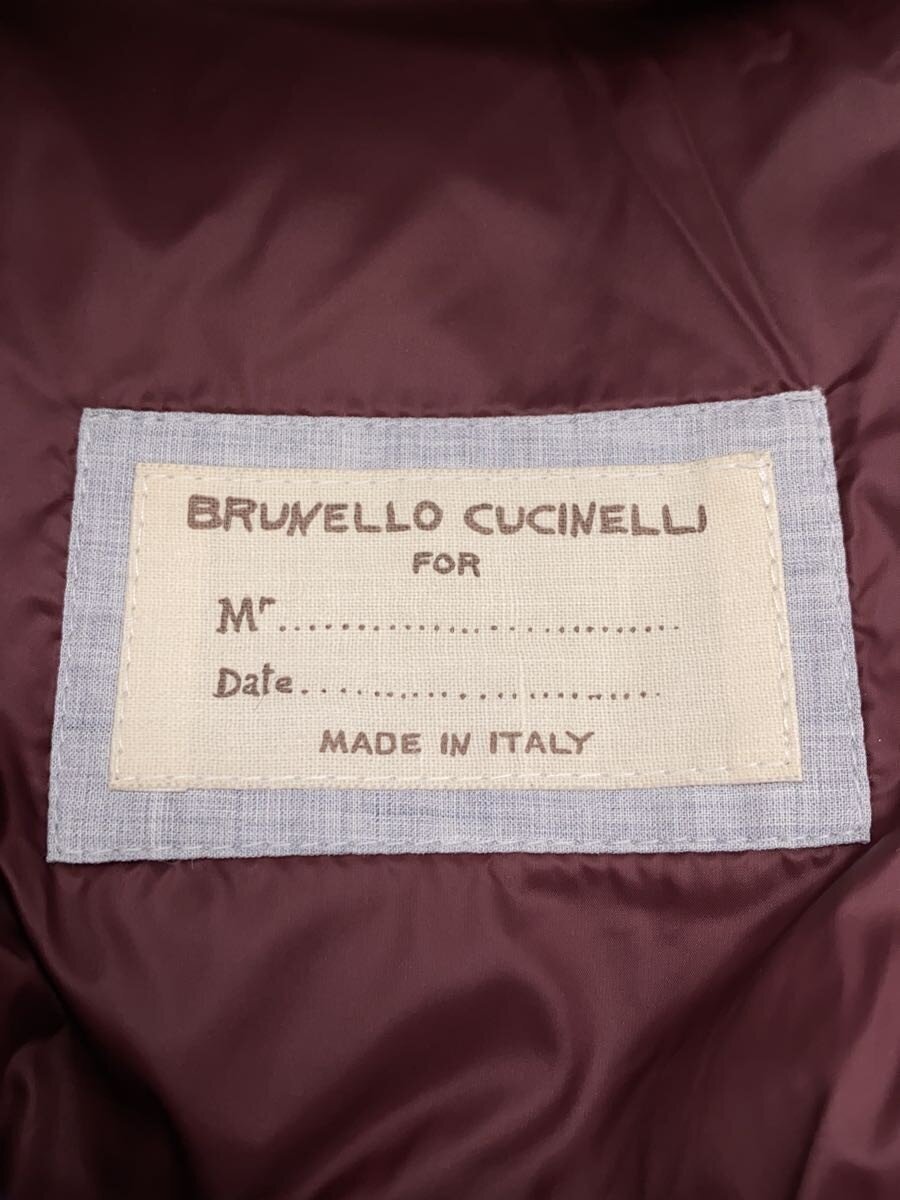 BRUNELLO CUCINELLI
FOR
Mr..............................
Date..........................
MADE IN ITALY